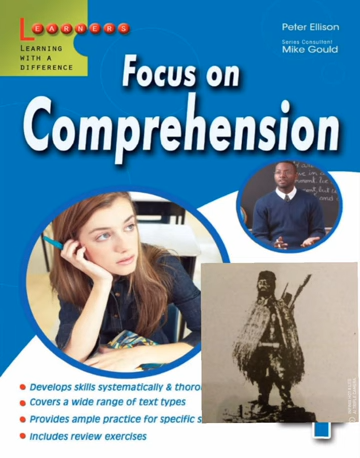 LEARNERS
LEARNING
WITH A
DIFFERENCE
Peter Ellison
Series Consultant
Mike Gould
Focus on
Comprehension
• Develops skills systematically &
• Covers a wide range of text types
• Provides ample practice for specific
• Includes review exercises